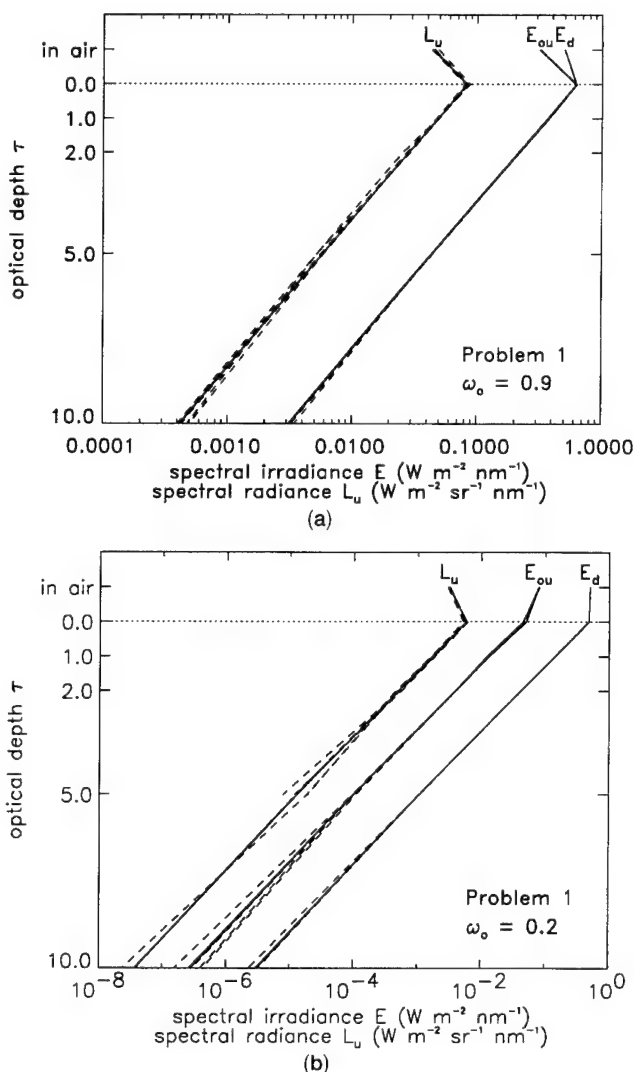 in air
0.0
1.0
2.0
5.0
10.0
optical depth τ
L_u
E_ou E_d
Problem 1
ω_o = 0.9
0.0001 0.0010 0.0100 0.1000 1.0000
spectral irradiance E (W m⁻² nm⁻¹)
spectral radiance L_u (W m⁻² sr⁻¹ nm⁻¹)
(a)
in air
0.0
1.0
2.0
5.0
10.0
optical depth τ
L_u E_ou E_d
Problem 1
ω_o = 0.2
10⁻⁸ 10⁻⁶ 10⁻⁴ 10⁻² 10⁰
spectral irradiance E (W m⁻² nm⁻¹)
spectral radiance L_u (W m⁻² sr⁻¹ nm⁻¹)
(b)